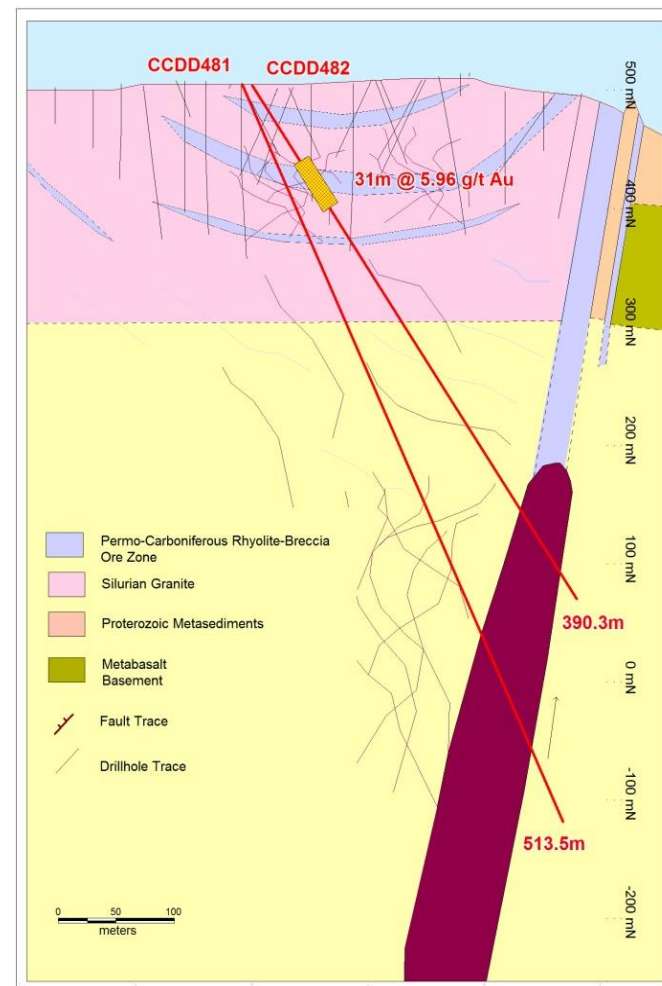 CCDD481
CCDD482
500 mN
31m @ 5.96 g/t Au
400 mN
300 mN
200 mN
100 mN
Permo-Carboniferous Rhyolite-Breccia
Ore Zone
Silurian Granite
Proterozoic Metasediments
390.3m
Metabasalt
Basement
0 mN
Fault Trace
Drillhole Trace
-100 mN
513.5m
0 50 100
meters
-200 mN